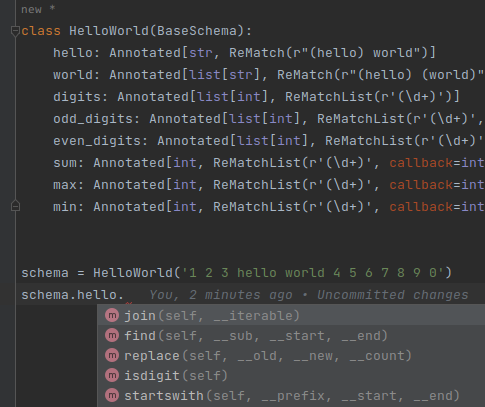 new *
class HelloWorld(BaseSchema):
hello: Annotated[str, ReMatch(r"(hello) world")]
world: Annotated[list[str], ReMatch(r"(hello) (world)"
digits: Annotated[list[int], ReMatchList(r'(\d+)')]
odd_digits: Annotated[list[int], ReMatchList(r'(\d+)',
even_digits: Annotated[list[int], ReMatchList(r'(\d+)'
sum: Annotated[int, ReMatchList(r'(\d+)', callback=int
max: Annotated[int, ReMatchList(r'(\d+)', callback=int
min: Annotated[int, ReMatchList(r'(\d+)', callback=int
schema = HelloWorld('1 2 3 hello world 4 5 6 7 8 9 0')
schema.hello._ You, 2 minutes ago • Uncommitted changes
m join(self, __iterable)
m find(self, __sub, __start, __end)
m replace(self, __old, __new, __count)
m isdigit(self)
m startswith(self, __prefix, __start, __end)